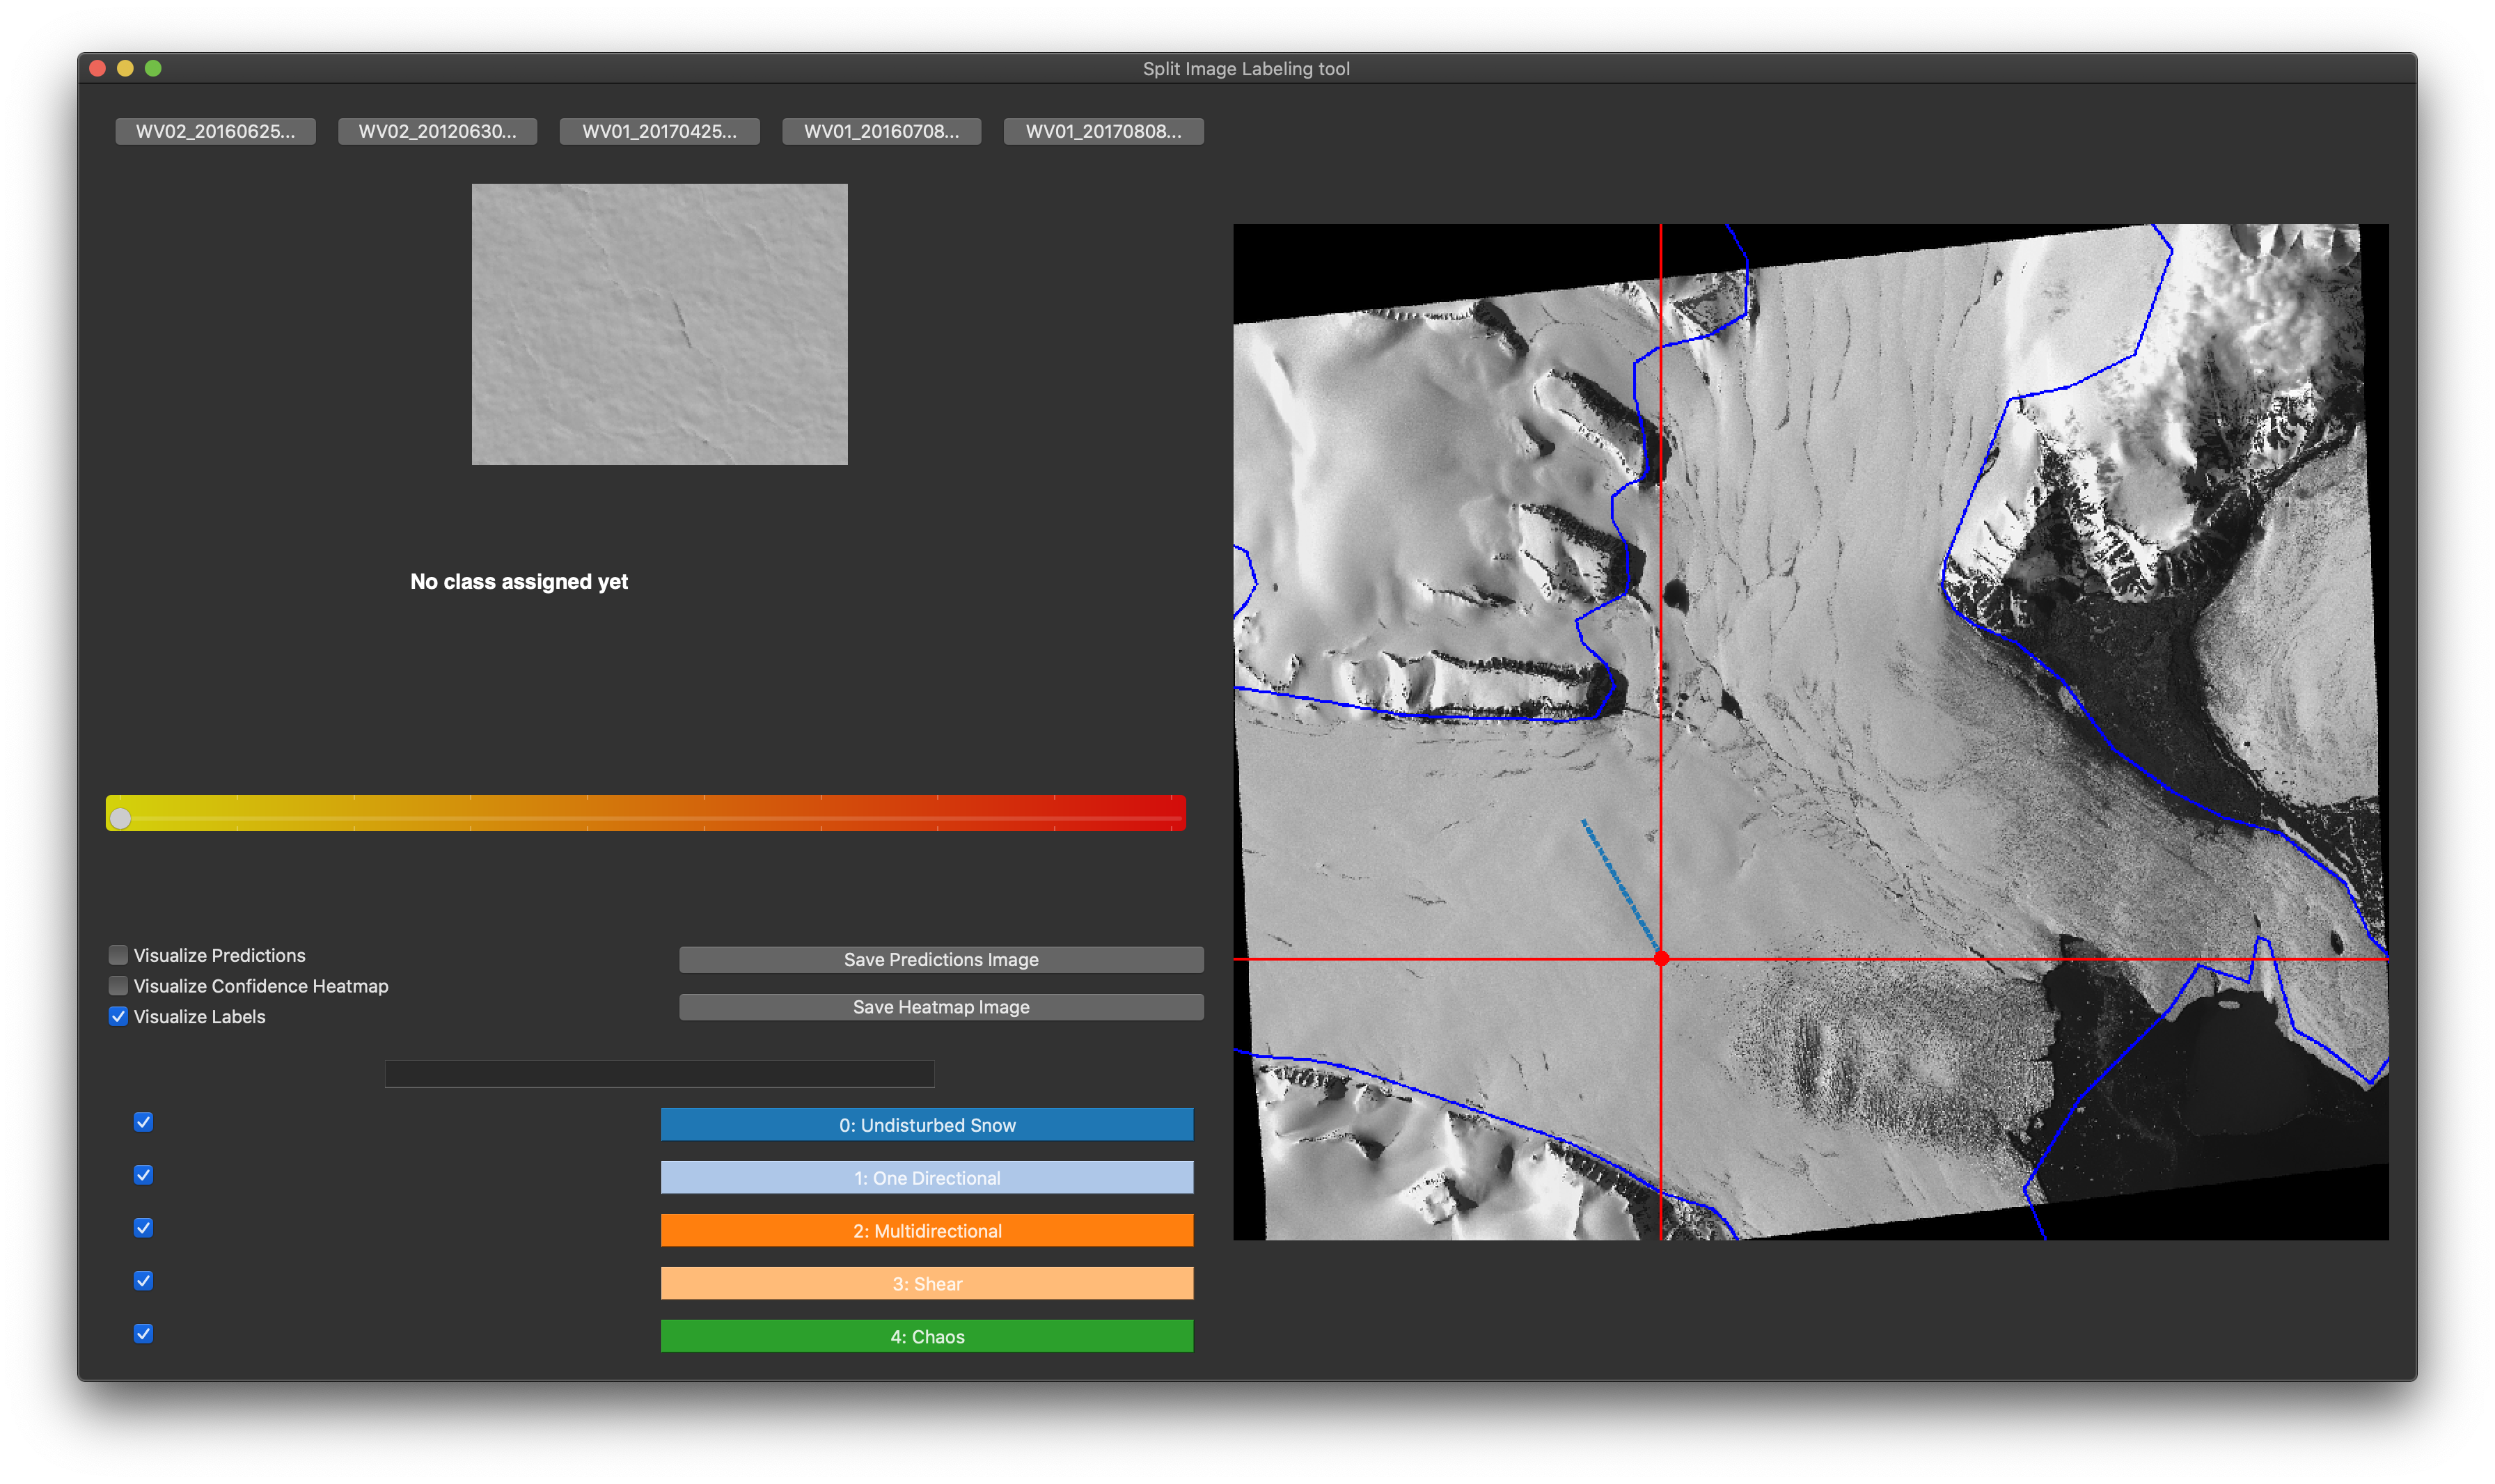 Split Image Labeling tool
WV02_20160625...
WV02_20120630...
WV01_20170425...
WV01_20160708...
WV01_20170808...
No class assigned yet
Visualize Predictions
Visualize Confidence Heatmap
Visualize Labels
Save Predictions Image
Save Heatmap Image
0: Undisturbed Snow
1: One Directional
2: Multidirectional
3: Shear
4: Chaos